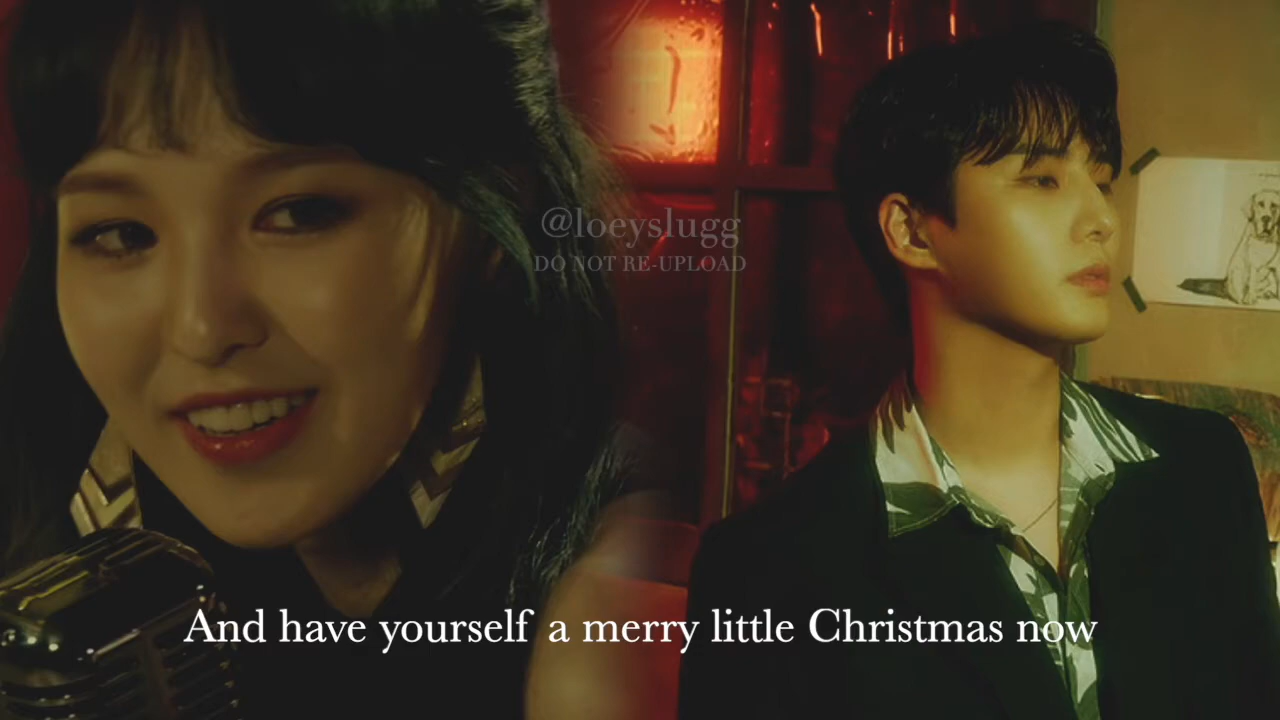 @loeyslugg
DO NOT RE-UPLOAD
And have yourself a merry little Christmas now